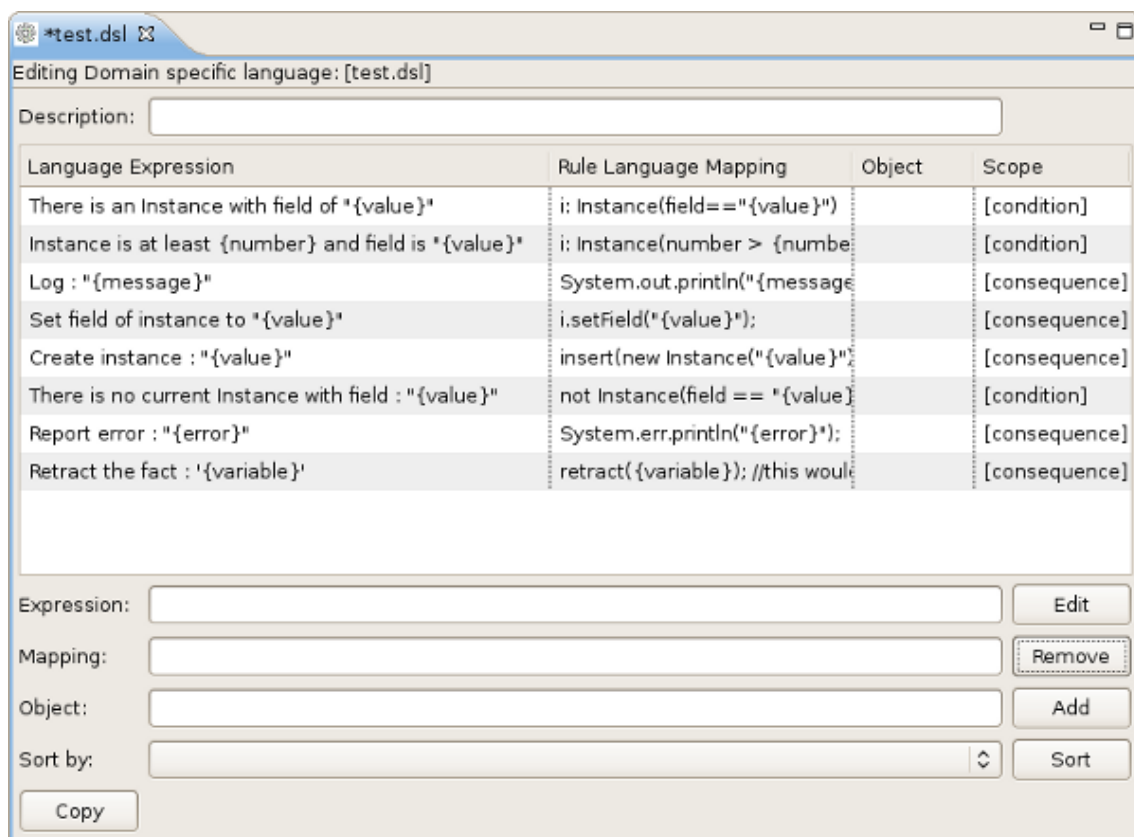 *test.dsl
Editing Domain specific language: [test.dsl]
Description:
Language Expression Rule Language Mapping Object Scope
There is an Instance with field of "{value}" i: Instance(field=="{value}") [condition]
Instance is at least {number} and field is "{value}" i: Instance(number > {numbe [condition]
Log : "{message}" System.out.println("{message [consequence]
Set field of instance to "{value}" i.setField("{value}"); [consequence]
Create instance : "{value}" insert(new Instance("{value}") [consequence]
There is no current Instance with field : "{value}" not Instance(field == "{value} [condition]
Report error : "{error}" System.err.println("{error}"); [consequence]
Retract the fact : '{variable}' retract({variable}); //this would [consequence]
Expression: Edit
Mapping: Remove
Object: Add
Sort by: Sort
Copy